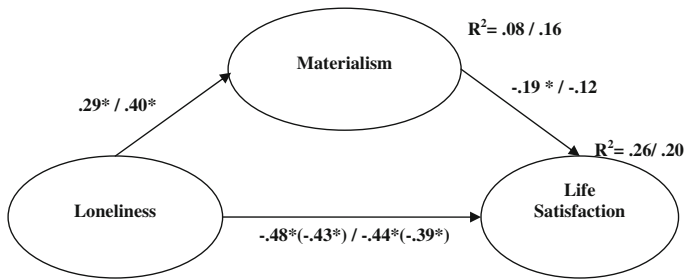 R²= .08 / .16
Materialism
.29* / .40*
-.19 * / -.12
R²= .26/ .20
Loneliness
Life
Satisfaction
-.48*(-.43*) / -.44*(-.39*)